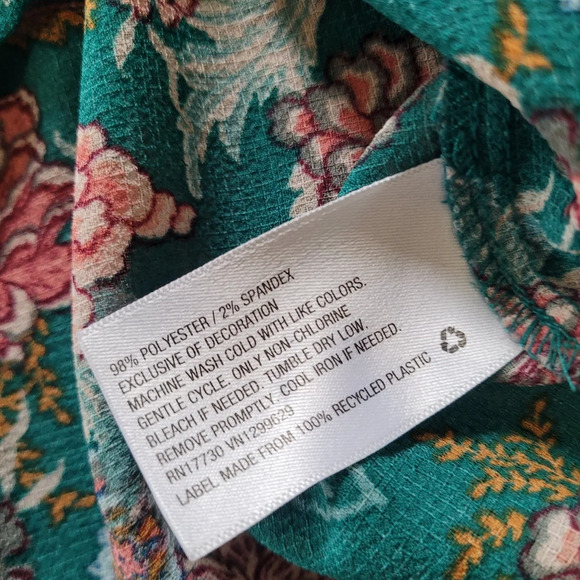 98% POLYESTER / 2% SPANDEX
EXCLUSIVE OF DECORATION
MACHINE WASH COLD WITH LIKE COLORS.
GENTLE CYCLE. ONLY NON-CHLORINE
BLEACH IF NEEDED. TUMBLE DRY LOW.
REMOVE PROMPTLY. COOL IRON IF NEEDED.
RN17730 VN1299629
LABEL MADE FROM 100% RECYCLED PLASTIC